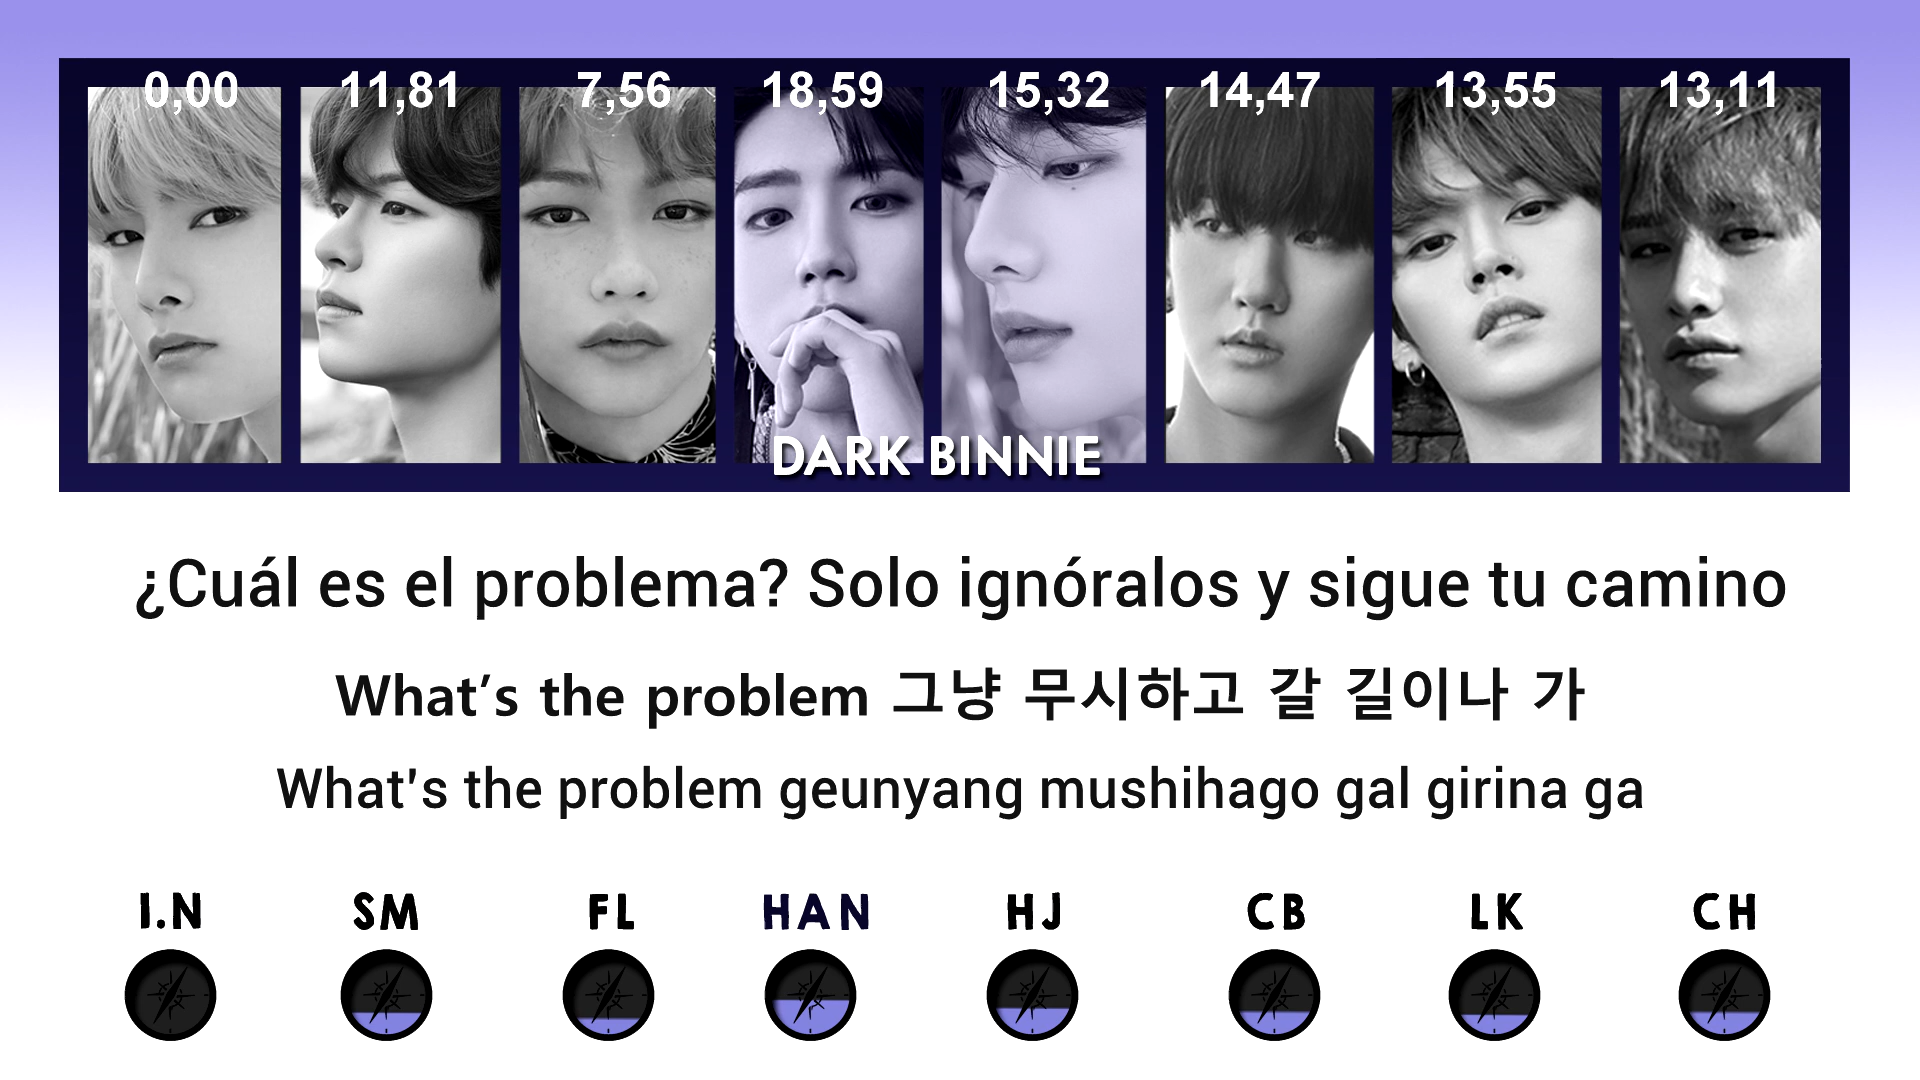 0,00 11,81 7,56 18,59 15,32 14,47 13,55 13,11
DARK BINNIE
¿Cuál es el problema? Solo ignóralos y sigue tu camino
What's the problem 그냥 무시하고 갈 길이나 가
What's the problem geunyang mushihago gal girina ga
I.N SM FL HAN HJ CB LK CH